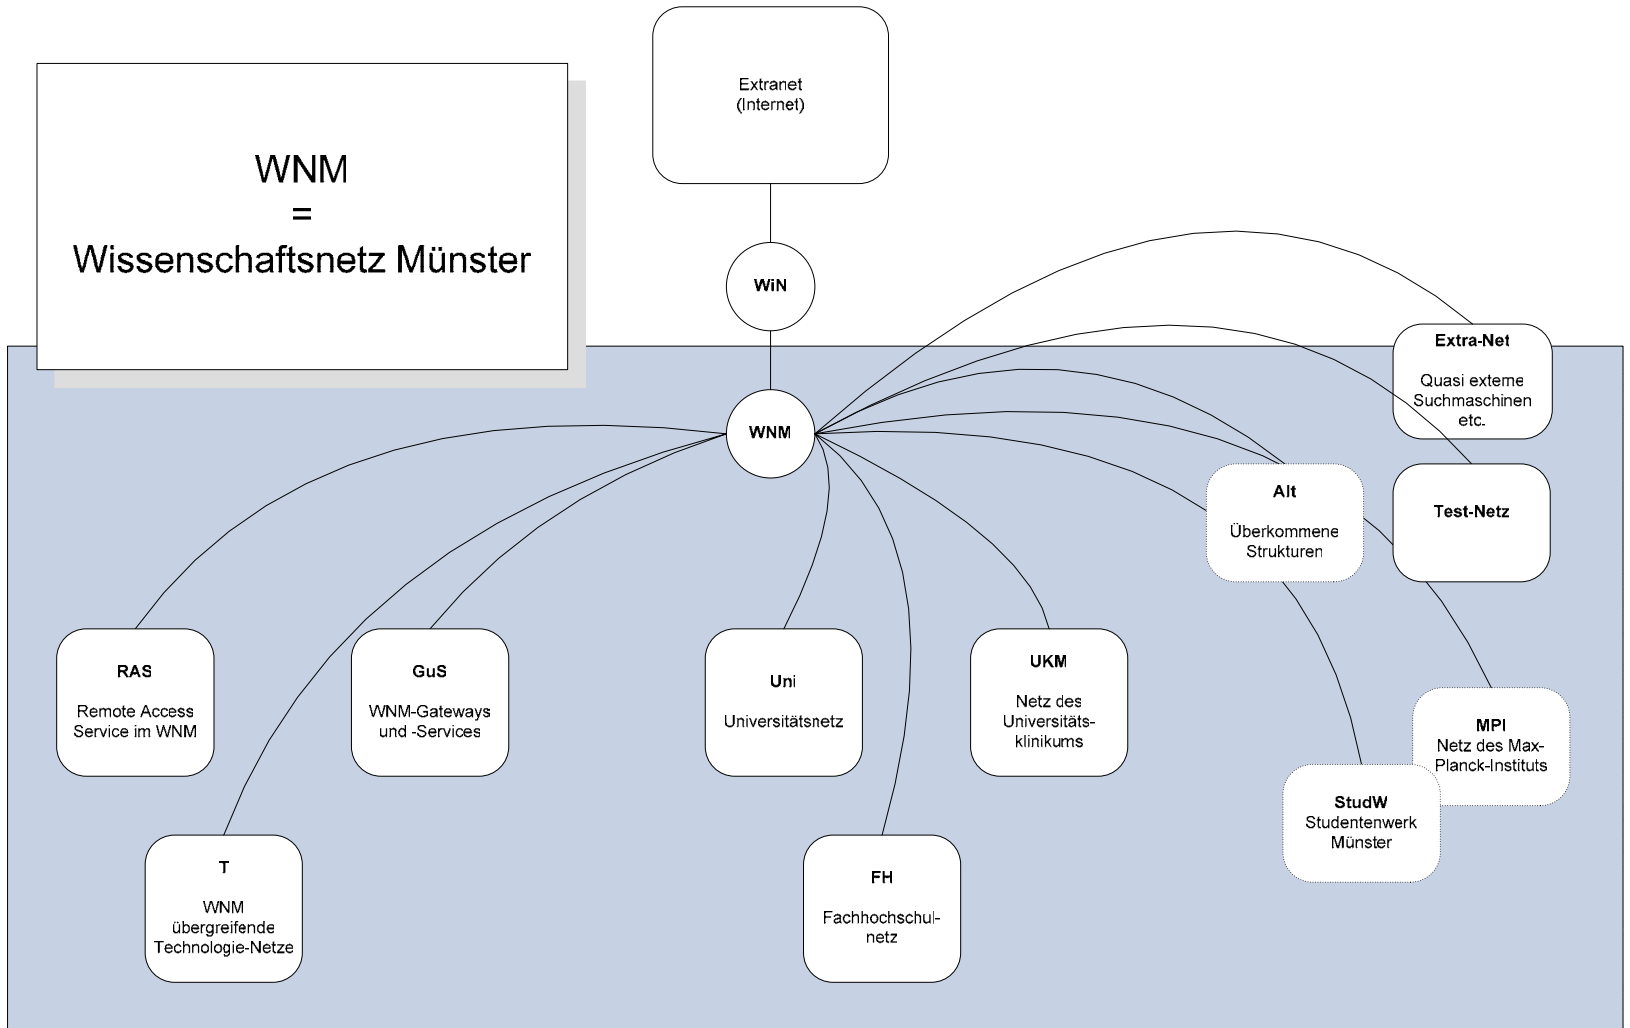 Extranet
(Internet)
WNM
=
Wissenschaftsnetz Münster
WiN
WNM
Extra-Net
Quasi externe
Suchmaschinen
etc.
Alt
Überkommene
Strukturen
Test-Netz
RAS
Remote Access
Service im WNM
GuS
WNM-Gateways
und -Services
Uni
Universitätsnetz
UKM
Netz des
Universitäts-
klinikums
MPI
Netz des Max-
Planck-Instituts
StudW
Studentenwerk
Münster
T
WNM
übergreifende
Technologie-Netze
FH
Fachhochschul-
netz